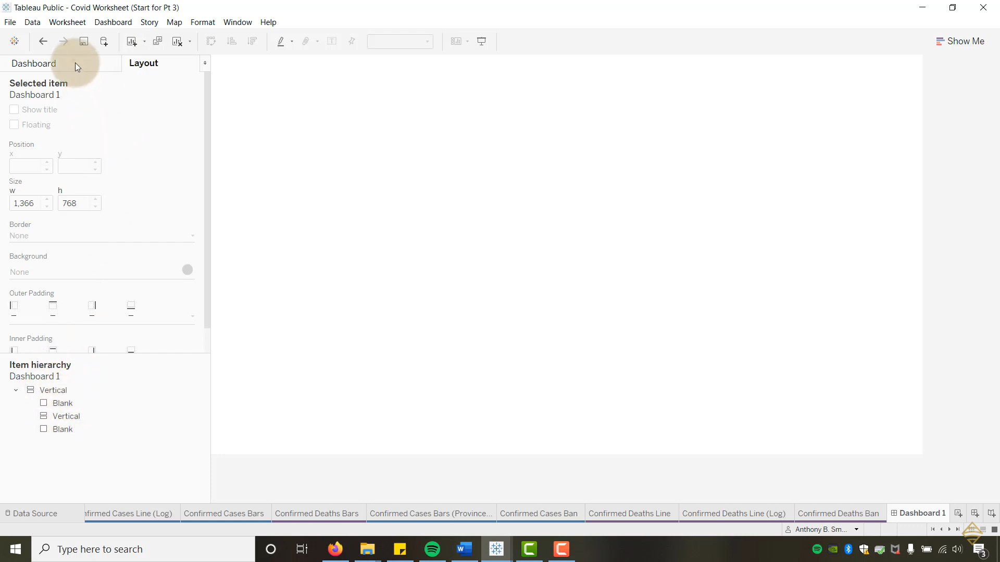 Tableau Public - Covid Worksheet (Start for Pt 3)
File Data Worksheet Dashboard Story Map Format Window Help
Show Me
Dashboard Layout
Selected item
Dashboard 1
Show title
Floating
Position
x y
Size
w h
1,366 768
Border
None
Background
None
Outer Padding
Inner Padding
Item hierarchy
Dashboard 1
Vertical
Blank
Vertical
Blank
Data Source nfirmed Cases Line (Log) Confirmed Cases Bars Confirmed Deaths Bars Confirmed Cases Bars (Province... Confirmed Cases Ban Confirmed Deaths Line Confirmed Deaths Line (Log) Confirmed Deaths Ban Dashboard 1
Anthony B. Sm...
Type here to search
3